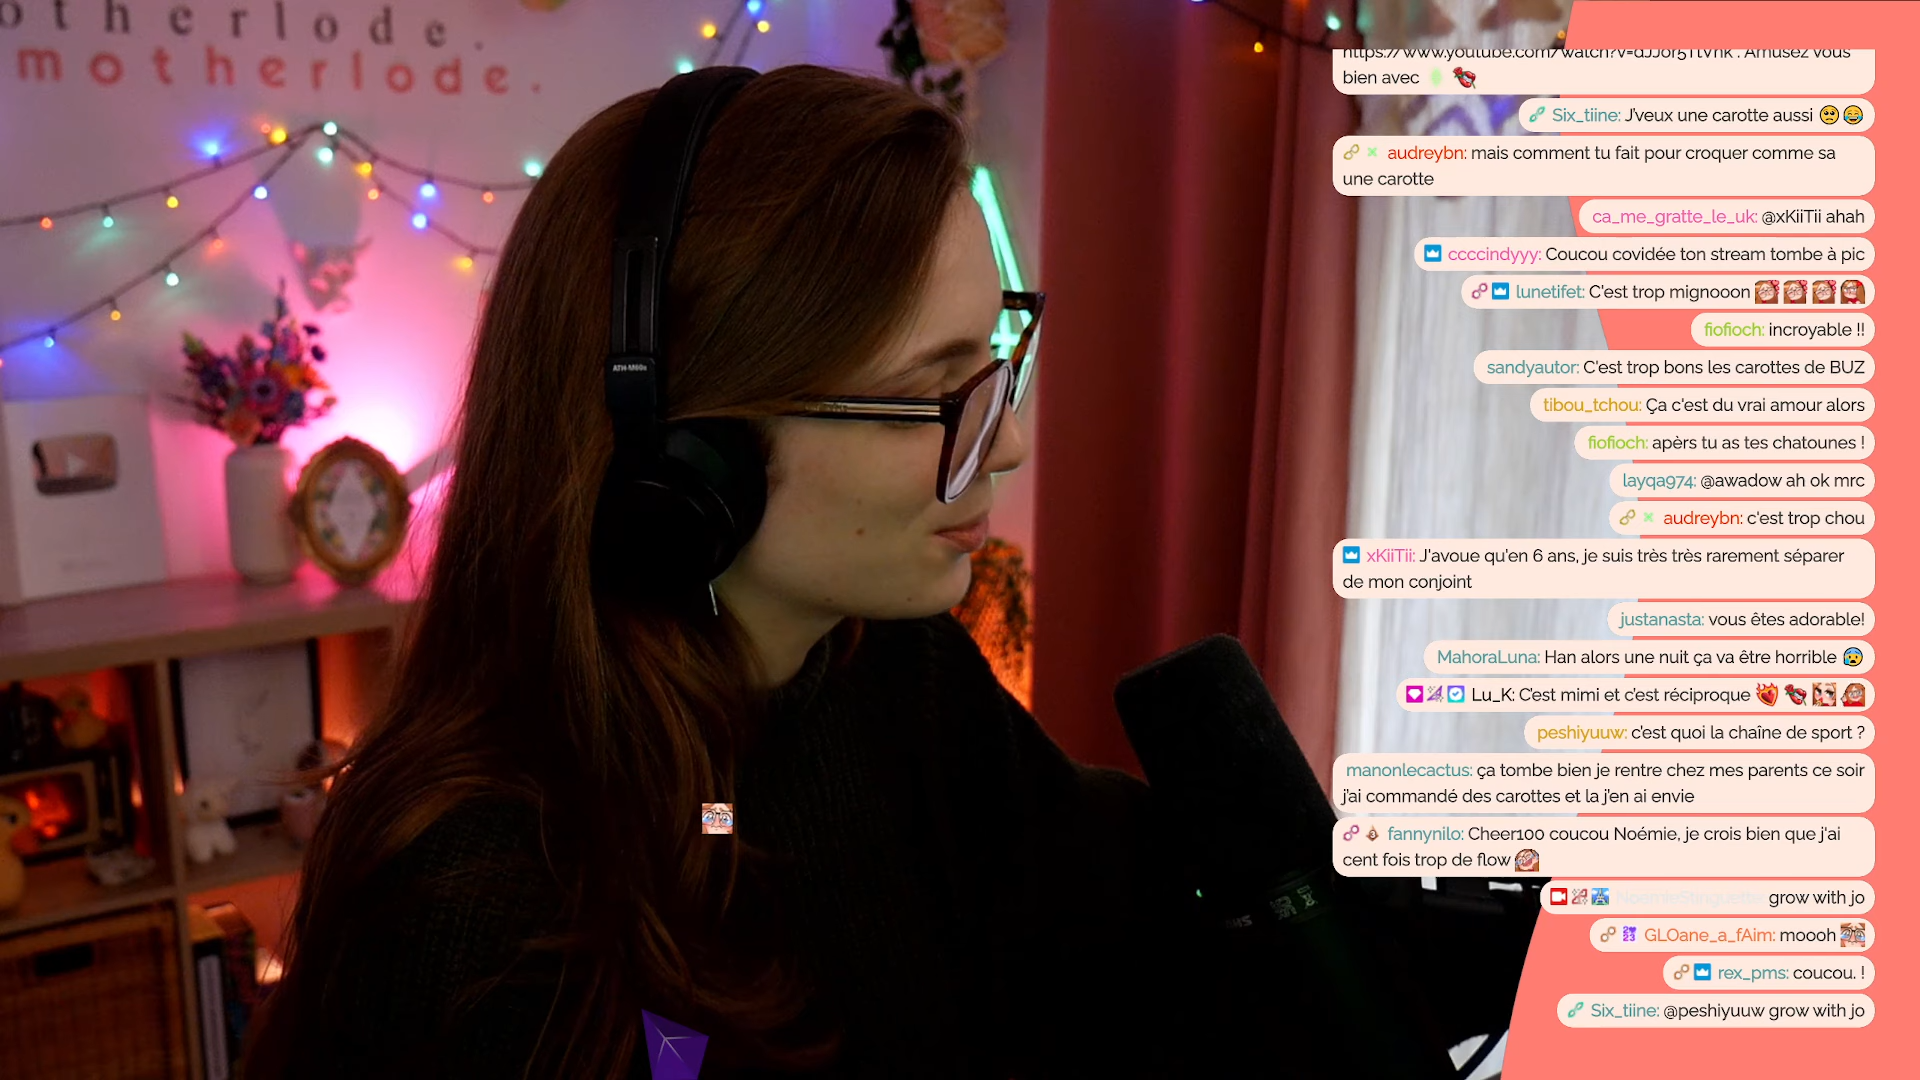 otherlode.
motherlode.
ATH-M60x
bien avec
Six_tiine: J'veux une carotte aussi 🥺😂
audreybn: mais comment tu fait pour croquer comme sa
une carotte
ca_me_gratte_le_uk: @xKiiTii ahah
ccccindyyy: Coucou covidée ton stream tombe à pic
lunetifet: C'est trop mignooon
fiofioch: incroyable !!
sandyautor: C'est trop bons les carottes de BUZ
tibou_tchou: Ça c'est du vrai amour alors
fiofioch: apèrs tu as tes chatounes !
layqa974: @awadow ah ok mrc
audreybn: c'est trop chou
xKiiTii: J'avoue qu'en 6 ans, je suis très très rarement séparer
de mon conjoint
justanasta: vous êtes adorable!
MahoraLuna: Han alors une nuit ça va être horrible 😰
Lu_K: C'est mimi et c'est réciproque
peshiyuuw: c'est quoi la chaîne de sport ?
manonlecactus: ça tombe bien je rentre chez mes parents ce soir
j'ai commandé des carottes et la j'en ai envie
fannynilo: Cheer100 coucou Noémie, je crois bien que j'ai
cent fois trop de flow
grow with jo
GLOane_a_fAim: moooh
rex_pms: coucou. !
Six_tiine: @peshiyuuw grow with jo